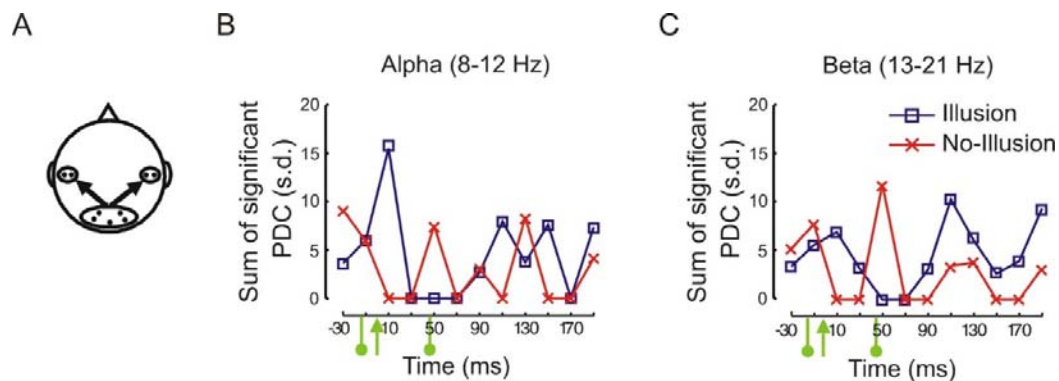 A
B
Alpha (8-12 Hz)
Sum of significant
PDC (s.d.)
20
15
10
5
0
-30 -10 50 90 130 170
Time (ms)
C
Beta (13-21 Hz)
Illusion
No-Illusion
Sum of significant
PDC (s.d.)
20
15
10
5
0
-30 -10 50 90 130 170
Time (ms)